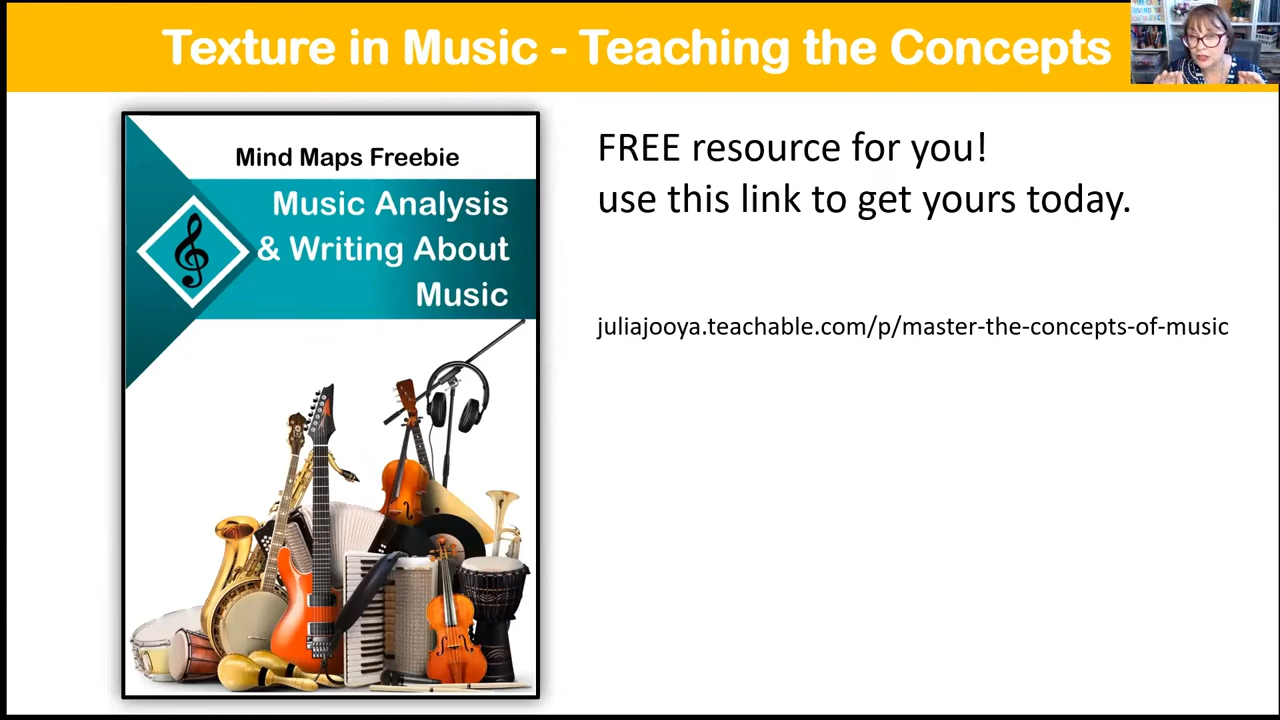 Texture in Music - Teaching the Concepts
Mind Maps Freebie
Music Analysis
& Writing About
Music
FREE resource for you!
use this link to get yours today.
juliajooya.teachable.com/p/master-the-concepts-of-music